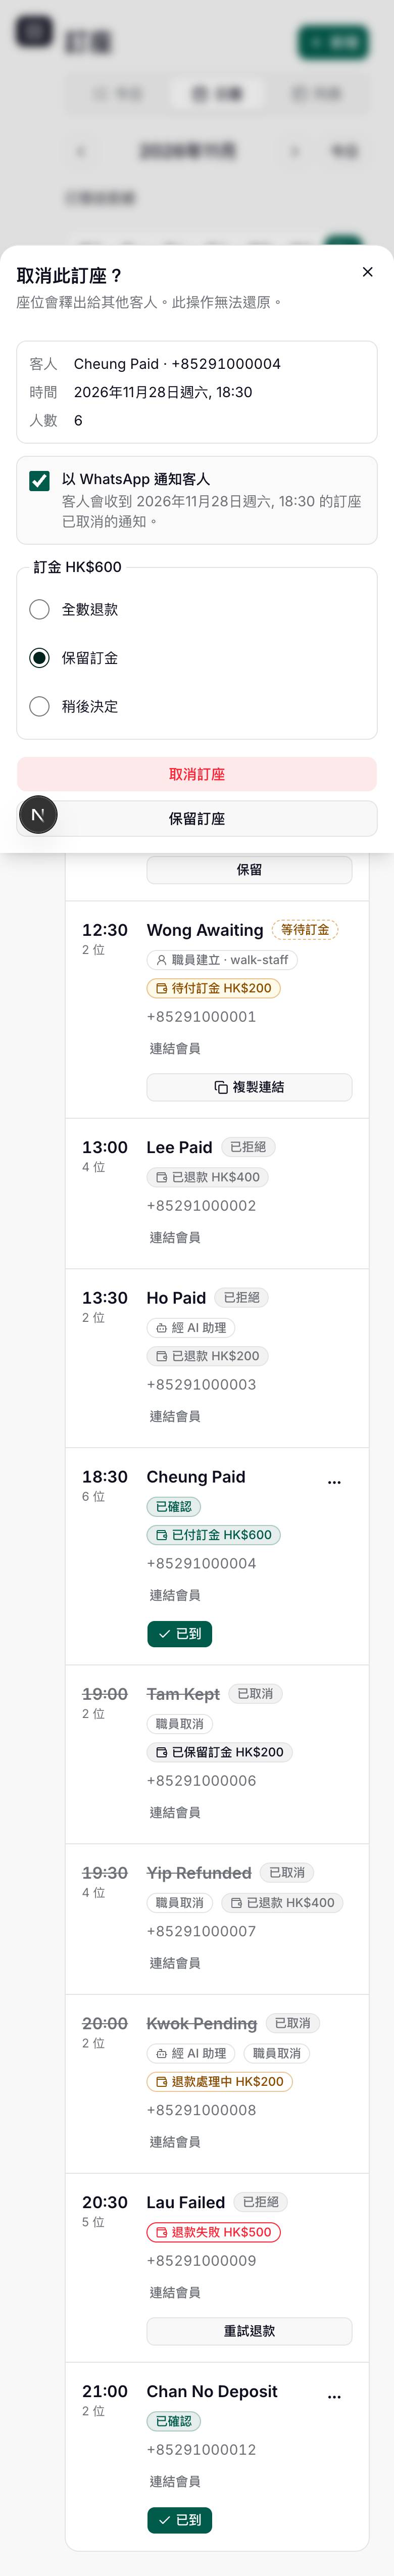 訂座
2026年11月
今日
取消此訂座？
座位會釋出給其他客人。此操作無法還原。
客人 Cheung Paid · +85291000004
時間 2026年11月28日週六, 18:30
人數 6
以 WhatsApp 通知客人
客人會收到 2026年11月28日週六, 18:30 的訂座
已取消的通知。
訂金 HK$600
全數退款
保留訂金
稍後決定
取消訂座
N
保留訂座
保留
12:30 Wong Awaiting 等待訂金
2 位
職員建立 · walk-staff
待付訂金 HK$200
+85291000001
連結會員
複製連結
13:00 Lee Paid 已拒絕
4 位
已退款 HK$400
+85291000002
連結會員
13:30 Ho Paid 已拒絕
2 位
經 AI 助理
已退款 HK$200
+85291000003
連結會員
18:30 Cheung Paid
6 位
已確認
已付訂金 HK$600
+85291000004
連結會員
已到
19:00 Tam Kept 已取消
2 位
職員取消
已保留訂金 HK$200
+85291000006
連結會員
19:30 Yip Refunded 已取消
4 位
職員取消 已退款 HK$400
+85291000007
連結會員
20:00 Kwok Pending 已取消
2 位
經 AI 助理 職員取消
退款處理中 HK$200
+85291000008
連結會員
20:30 Lau Failed 已拒絕
5 位
退款失敗 HK$500
+85291000009
連結會員
重試退款
21:00 Chan No Deposit
2 位
已確認
+85291000012
連結會員
已到